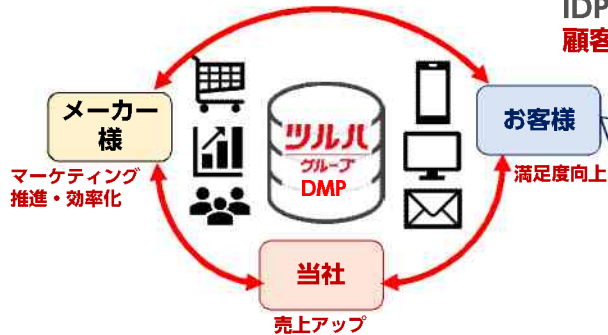 IDP
顧客
メーカー
様
マーケティング
推進・効率化
ツルハ
グループ
DMP
お客様
満足度向上
当社
売上アップ